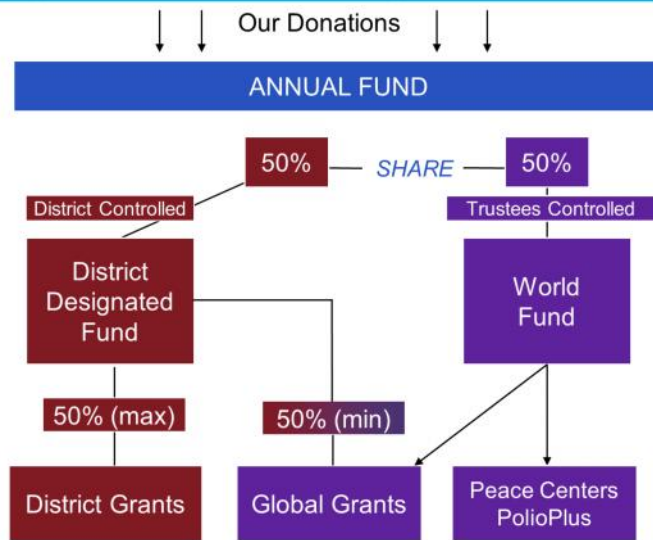 Our Donations
ANNUAL FUND
50%
SHARE
50%
District Controlled
Trustees Controlled
District
Designated
Fund
World
Fund
50% (max)
50% (min)
District Grants
Global Grants
Peace Centers
PolioPlus